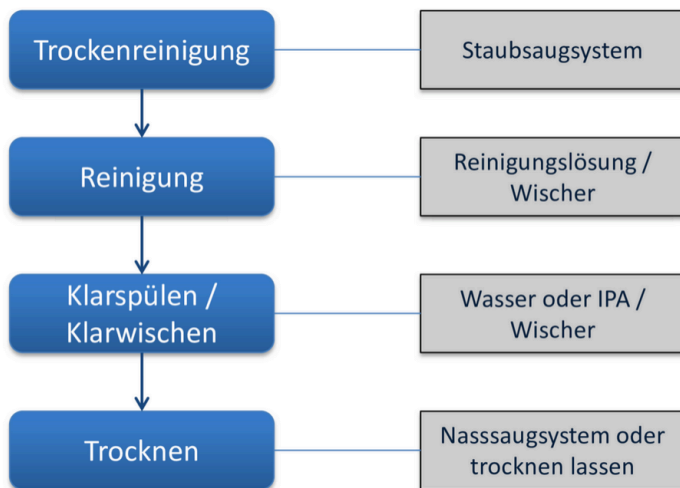 Trockenreinigung
Staubsaugsystem
Reinigung
Reinigungslösung /
Wischer
Klarspülen /
Klarwischen
Wasser oder IPA /
Wischer
Trocknen
Nasssaugsystem oder
trocknen lassen